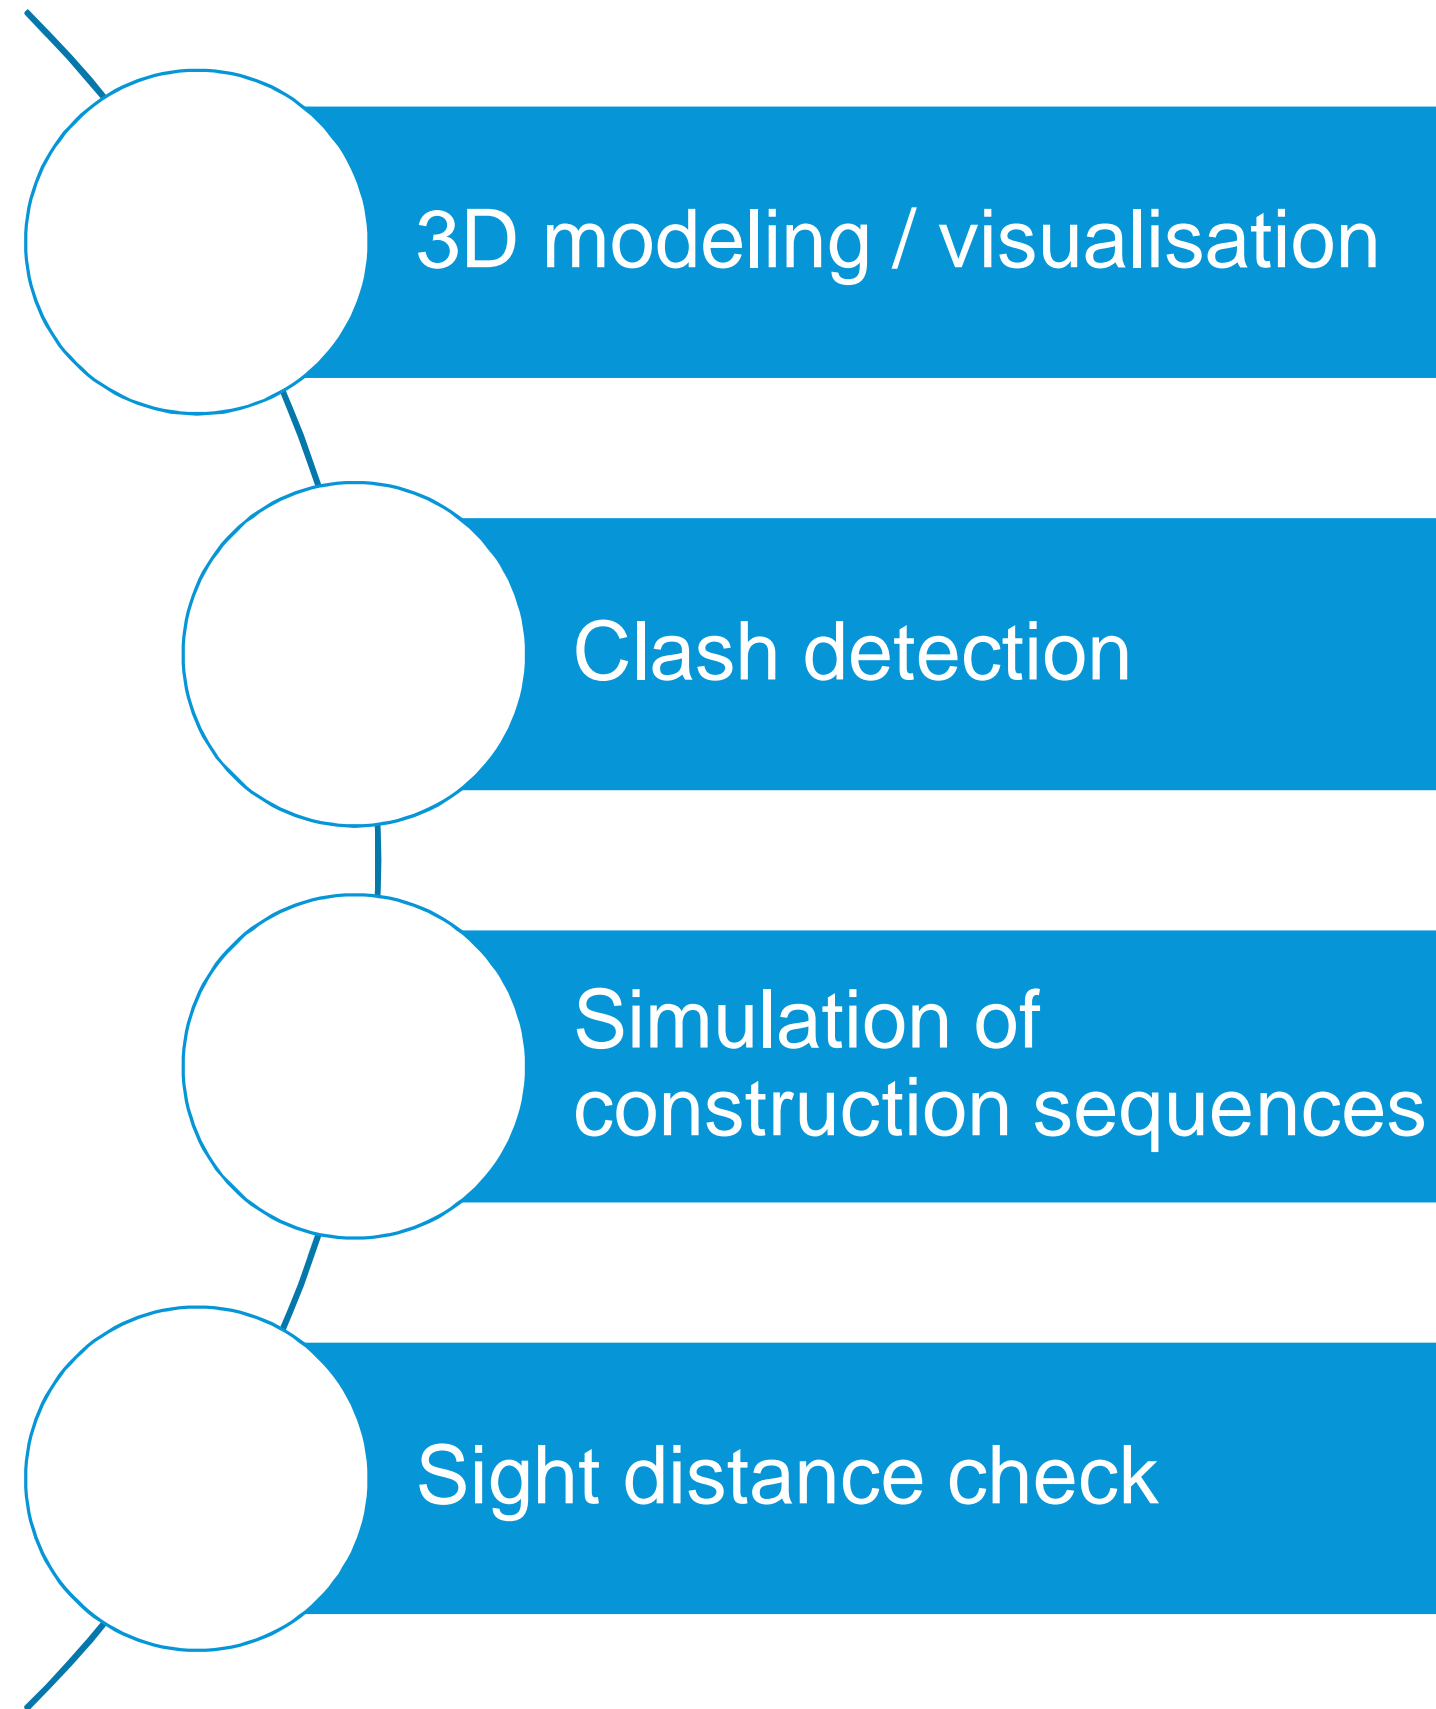 3D modeling / visualisation
Clash detection
Simulation of
construction sequences
Sight distance check